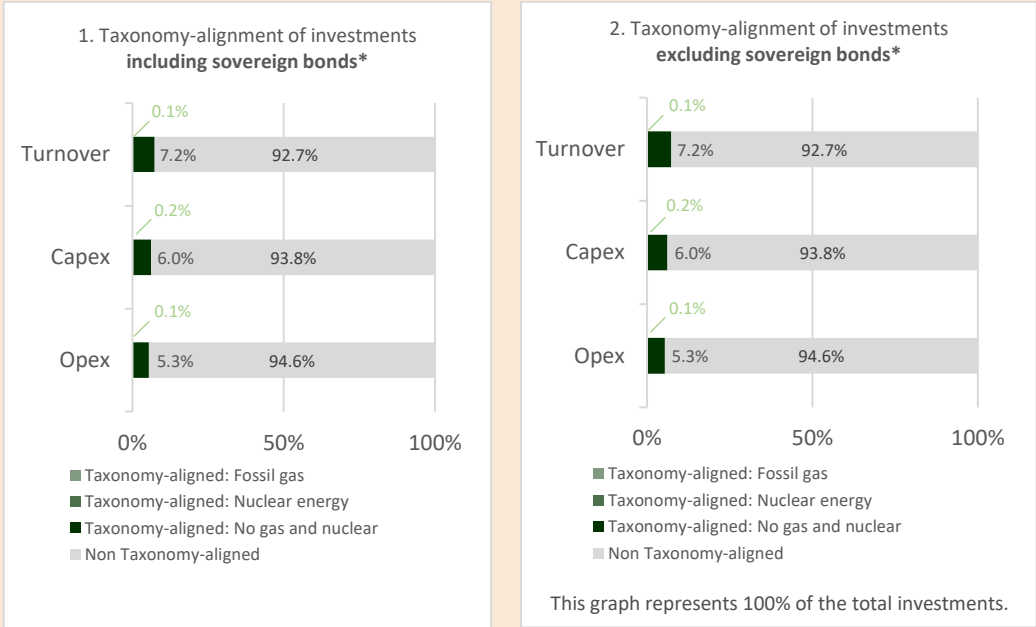 1. Taxonomy-alignment of investments
including sovereign bonds*
0.1%
Turnover
7.2%
92.7%
0.2%
Capex
6.0%
93.8%
0.1%
Opex
5.3%
94.6%
0%
50%
100%
Taxonomy-aligned: Fossil gas
Taxonomy-aligned: Nuclear energy
Taxonomy-aligned: No gas and nuclear
Non Taxonomy-aligned
2. Taxonomy-alignment of investments
excluding sovereign bonds*
0.1%
Turnover
7.2%
92.7%
0.2%
Capex
6.0%
93.8%
0.1%
Opex
5.3%
94.6%
0%
50%
100%
Taxonomy-aligned: Fossil gas
Taxonomy-aligned: Nuclear energy
Taxonomy-aligned: No gas and nuclear
Non Taxonomy-aligned
This graph represents 100% of the total investments.